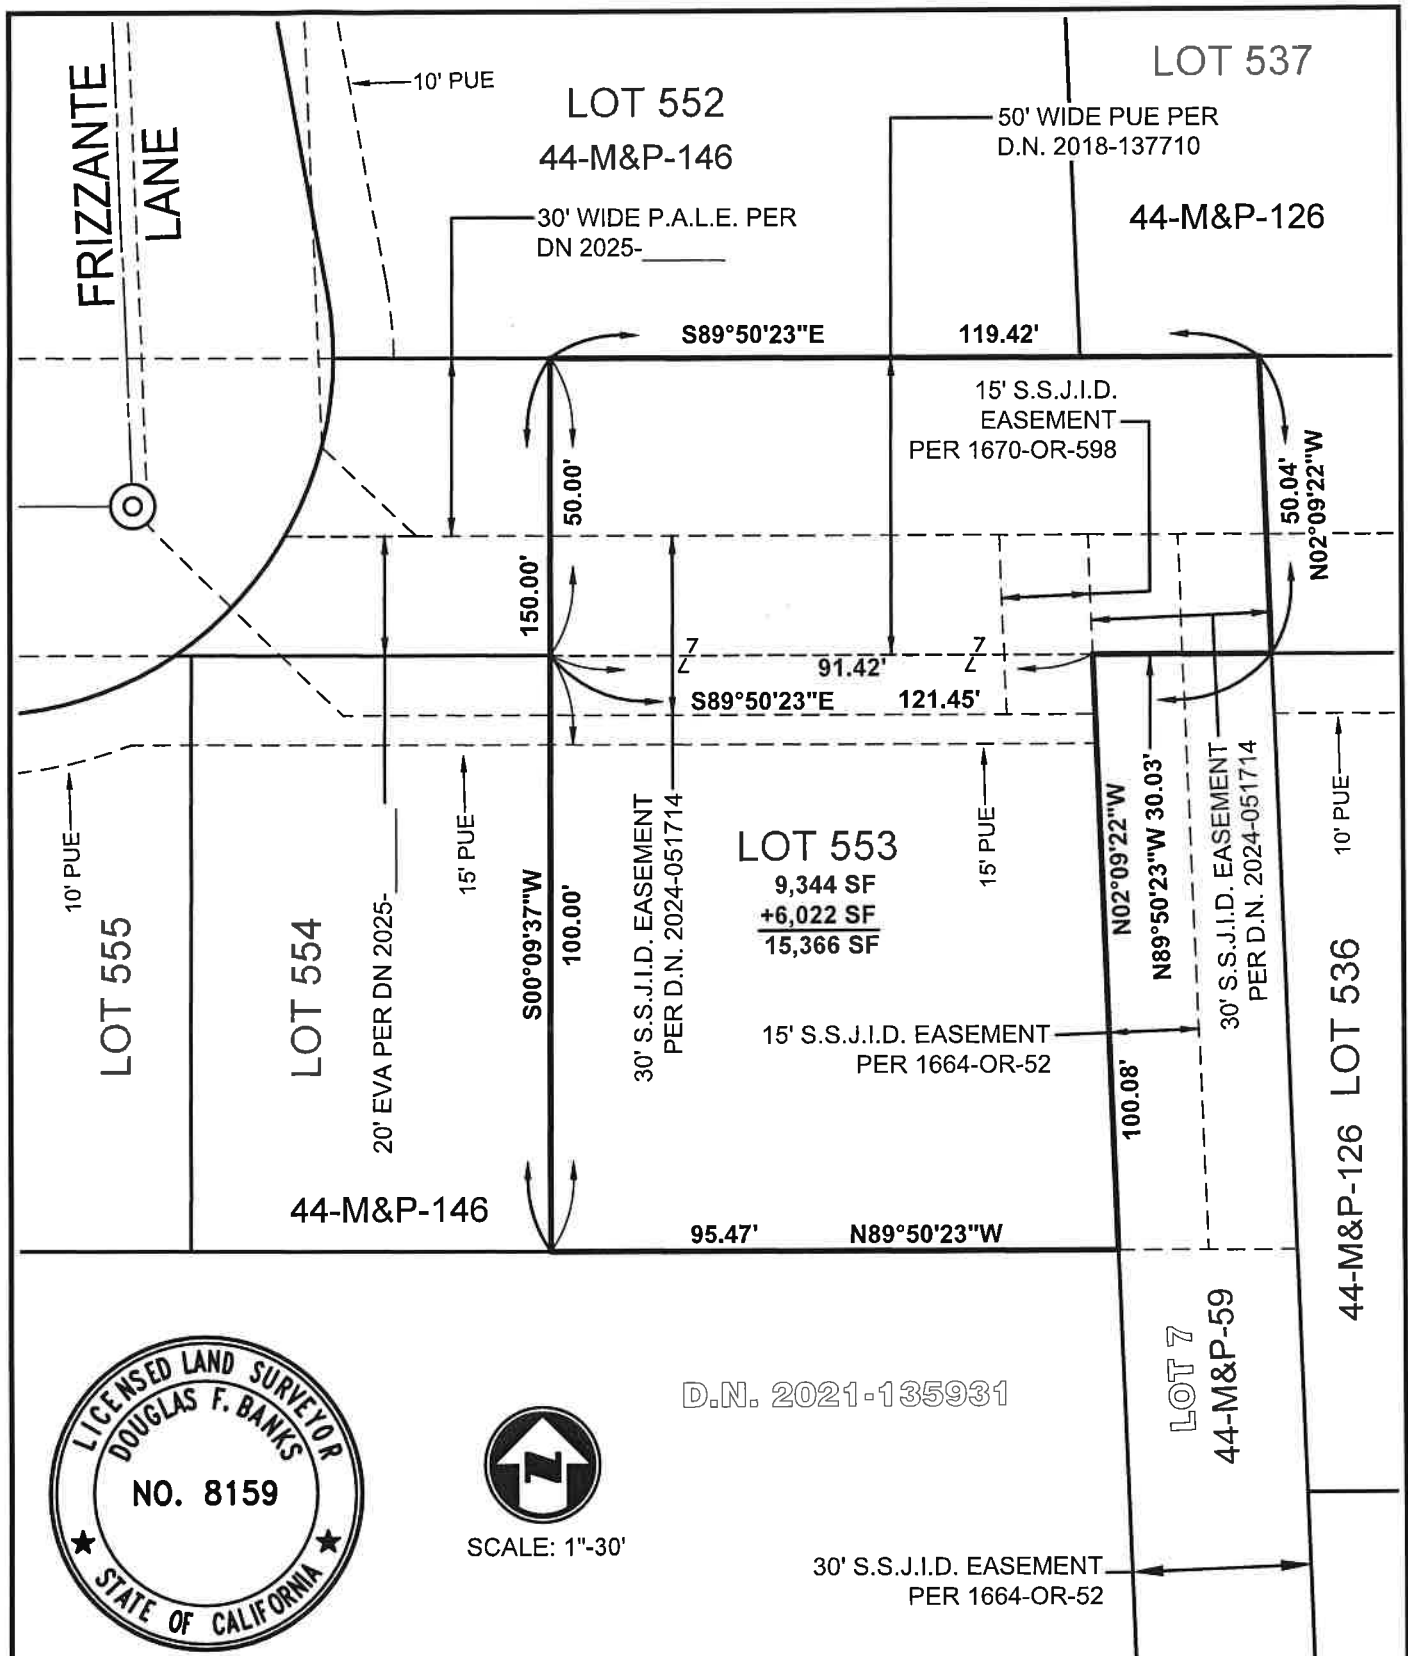 LOT 537
10' PUE
LOT 552
44-M&P-146
50' WIDE PUE PER
D.N. 2018-137710
FRIZZANTE
LANE
30' WIDE P.A.L.E. PER
DN 2025-______
44-M&P-126
S89°50'23"E 119.42'
15' S.S.J.I.D.
EASEMENT
PER 1670-OR-598
50.00'
150.00'
50.04'
N02°09'22"W
7
7
91.42'
7
7
S89°50'23"E 121.45'
10' PUE
LOT 555
LOT 554
20' EVA PER DN 2025-______
15' PUE
44-M&P-146
S00°09'37"W
100.00'
30' S.S.J.I.D. EASEMENT
PER D.N. 2024-051714
LOT 553
9,344 SF
+6,022 SF
15,366 SF
15' PUE
15' S.S.J.I.D. EASEMENT
PER 1664-OR-52
N02°09'22"W
100.08'
N89°50'23"W 30.03'
30' S.S.J.I.D. EASEMENT
PER D.N. 2024-051714
10' PUE
44-M&P-126 LOT 536
95.47' N89°50'23"W
LICENSED LAND SURVEYOR
DOUGLAS F. BANKS
NO. 8159
STATE OF CALIFORNIA
N
SCALE: 1"-30'
D.N. 2021-135931
LOT 7
44-M&P-59
30' S.S.J.I.D. EASEMENT
PER 1664-OR-52